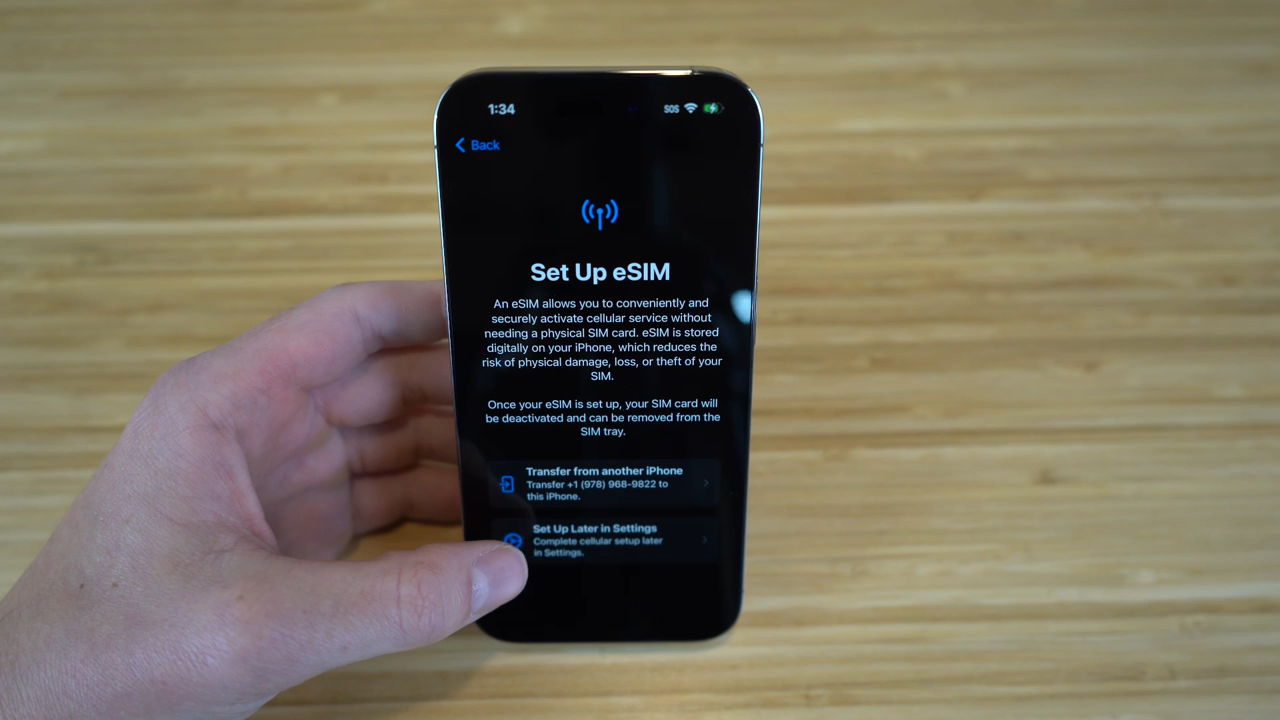 1:34
SOS
Back
Set Up eSIM
An eSIM allows you to conveniently and
securely activate cellular service without
needing a physical SIM card. eSIM is stored
digitally on your iPhone, which reduces the
risk of physical damage, loss, or theft of your
SIM.
Once your eSIM is set up, your SIM card will
be deactivated and can be removed from the
SIM tray.
Transfer from another iPhone
Transfer +1 (978) 968-9822 to
this iPhone.
Set Up Later in Settings
Complete cellular setup later
in Settings.